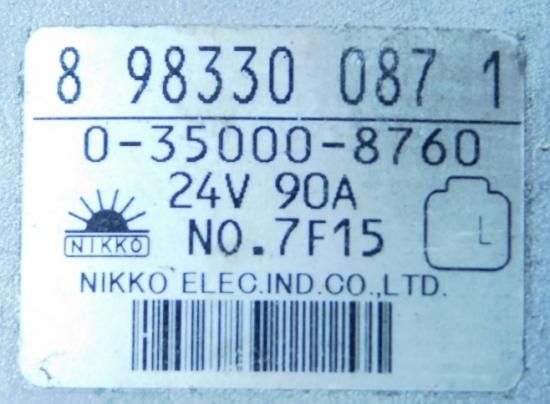 8 98330 087 1
0-35000-8760
24V 90A
NIKKO
NO.7F15
L
NIKKO ELEC.IND.CO.,LTD.